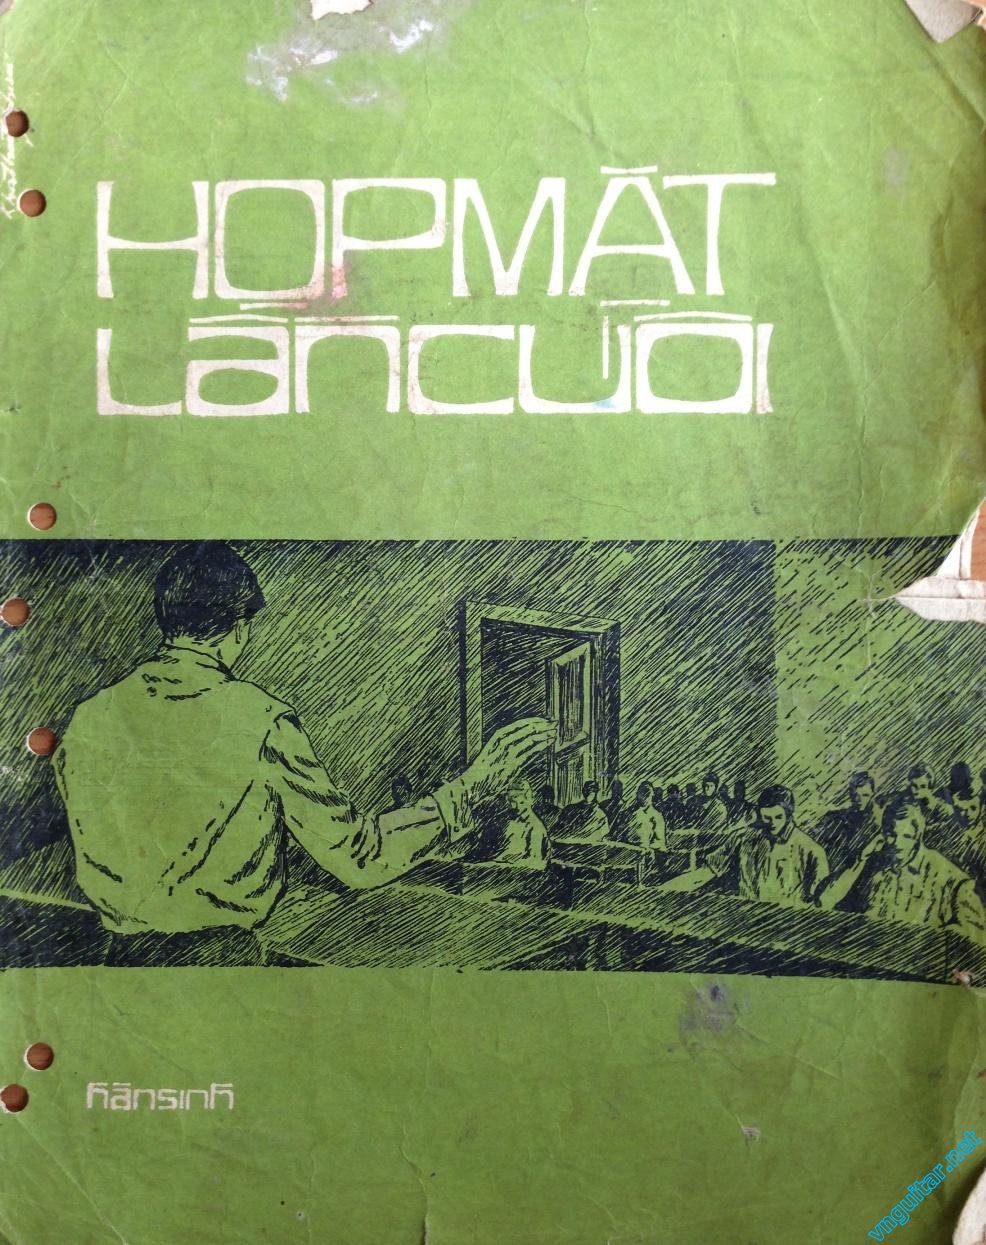 HỌP MẶT
LầN CUỐI
hànsinh
vnguitar.net